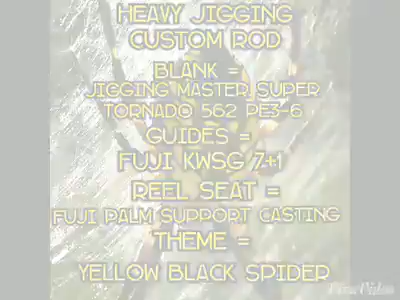 HEAVY JIGGING
CUSTOM ROD
BLANK =
JIGGING MASTER SUPER
TORNADO 562 PE3-6
GUIDES =
FUJI KWSG 7+1
REEL SEAT =
FUJI PALM SUPPORT CASTING
THEME =
YELLOW BLACK SPIDER